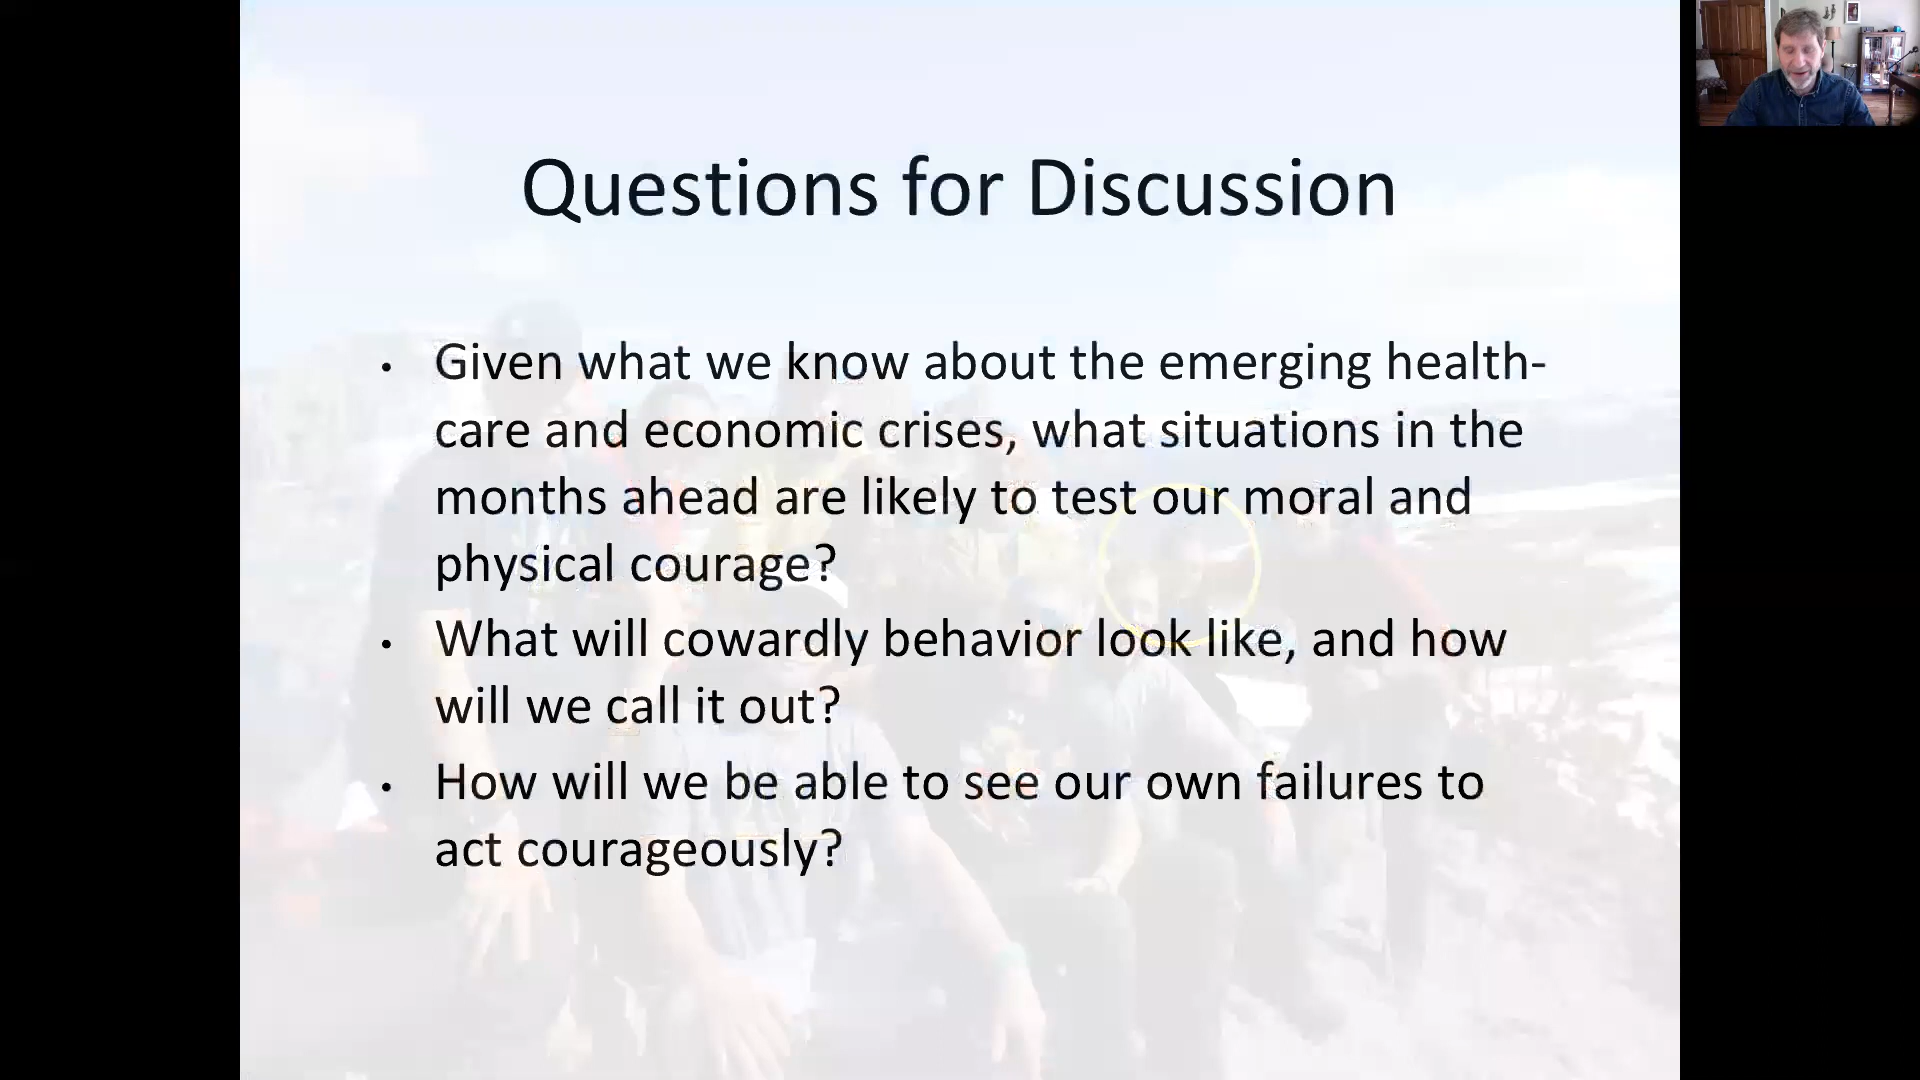 Questions for Discussion
• Given what we know about the emerging health-
care and economic crises, what situations in the
months ahead are likely to test our moral and
physical courage?
• What will cowardly behavior look like, and how
will we call it out?
• How will we be able to see our own failures to
act courageously?